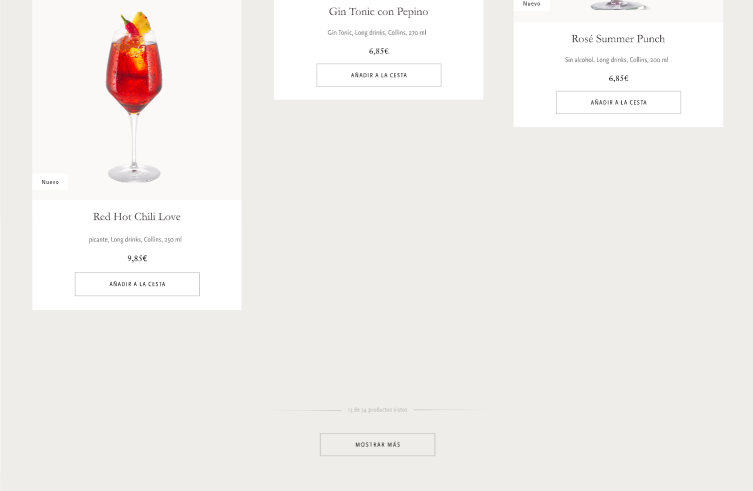 Gin Tonic con Pepino
Gin Tonic, Long drinks, Collins, 270 ml
6,85€
AÑADIR A LA CESTA
Nuevo
Rosé Summer Punch
Sin alcohol, Long drinks, Collins, 200 ml
6,85€
AÑADIR A LA CESTA
Nuevo
Red Hot Chili Love
picante, Long drinks, Collins, 250 ml
9,85€
AÑADIR A LA CESTA
de 34 productos vistos
MOSTRAR MÁS